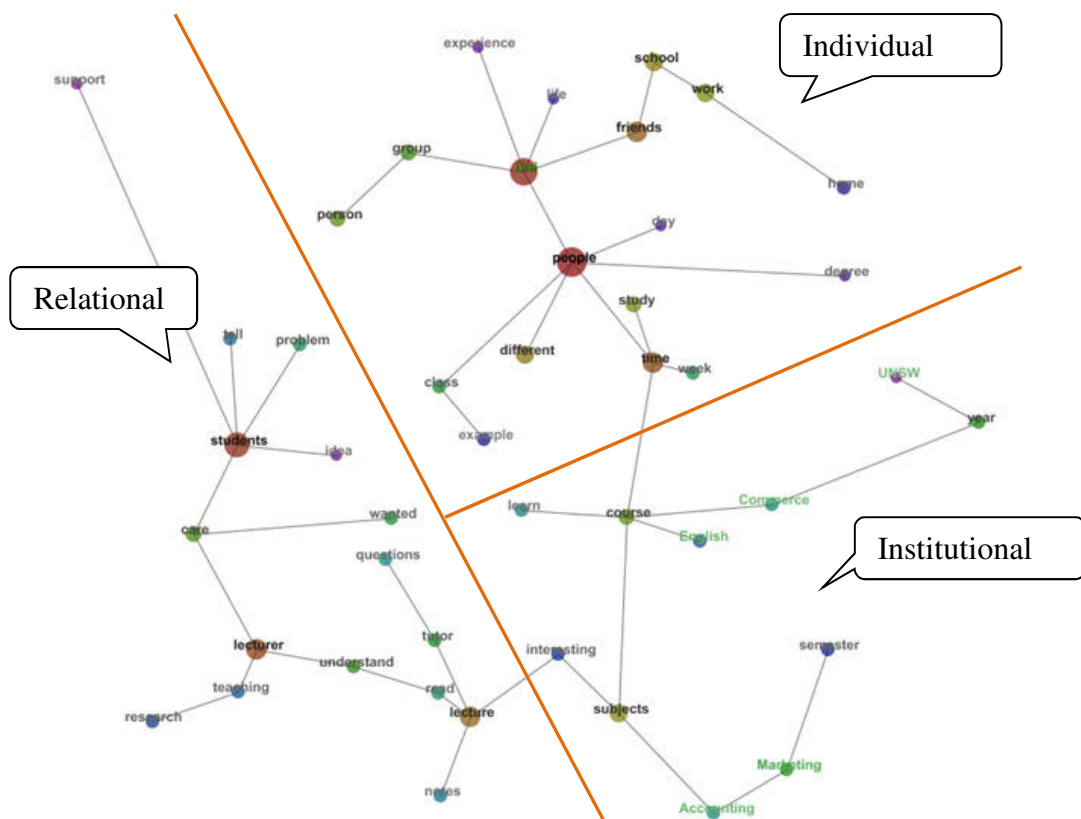 Individual
experience
school
support
work
life
friends
group
Uni
home
person
day
people
degree
Relational
study
tell
problem
different
time
week
class
UNSW
year
students
example
idea
Commerce
learn
wanted
course
care
English
questions
Institutional
tutor
lecturer
interesting
semester
understand
teaching
read
research
lecture
subjects
Marketing
notes
Accounting